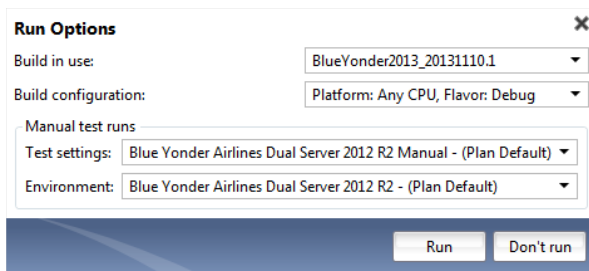 Run Options
Build in use: BlueYonder2013_20131110.1
Build configuration: Platform: Any CPU, Flavor: Debug
Manual test runs
Test settings: Blue Yonder Airlines Dual Server 2012 R2 Manual - (Plan Default)
Environment: Blue Yonder Airlines Dual Server 2012 R2 - (Plan Default)
Run Don't run